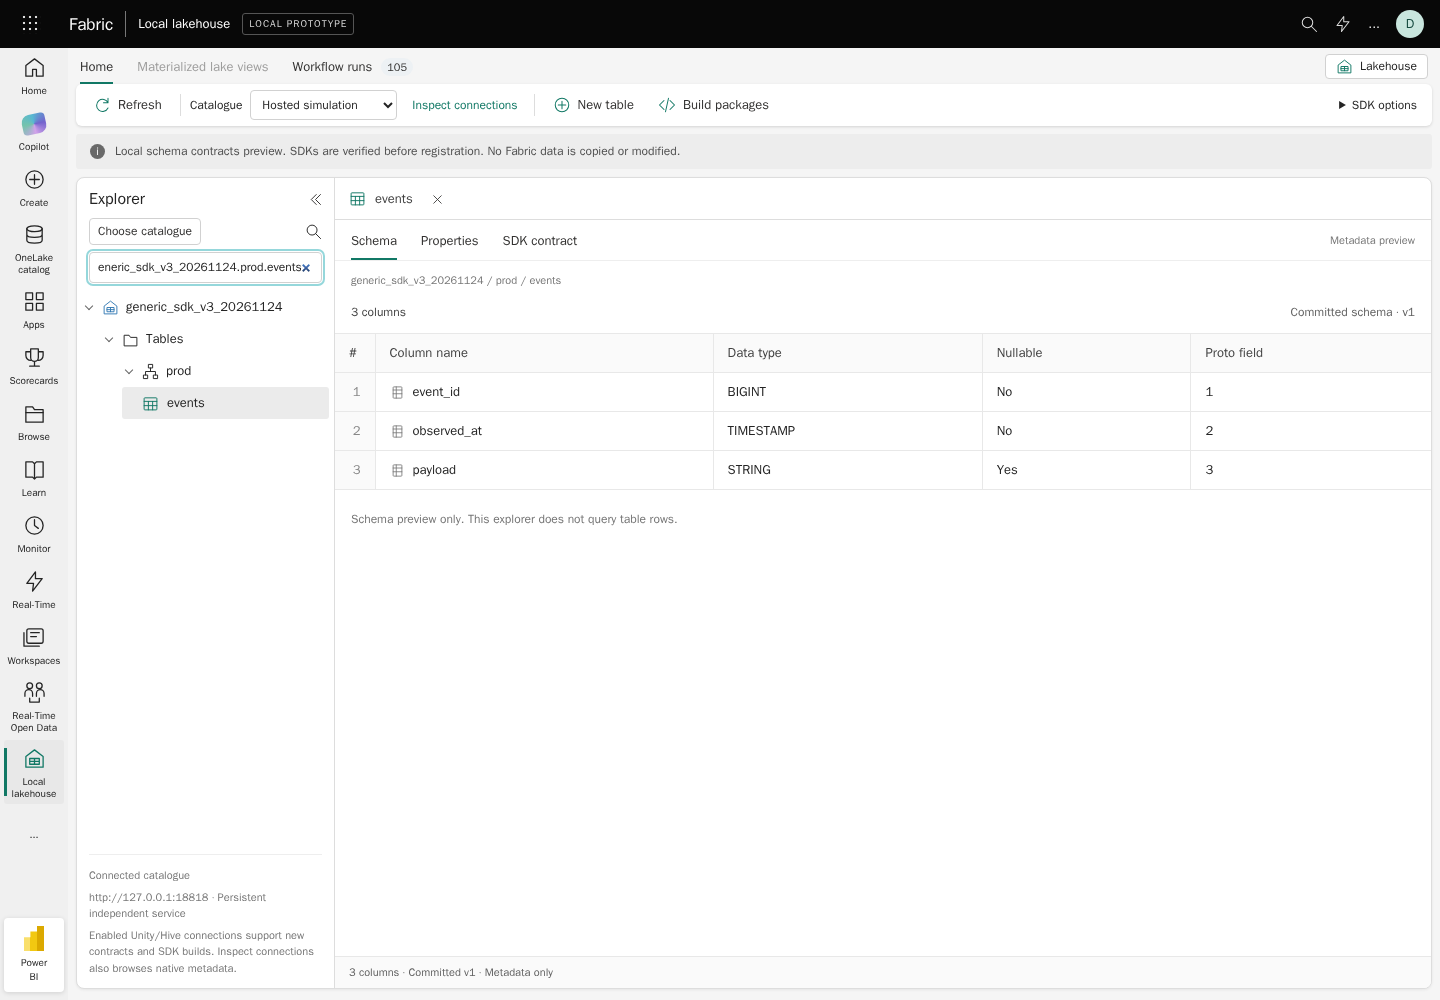 Fabric
Local lakehouse
LOCAL PROTOTYPE
...
D
Home
Copilot
Create
OneLake
catalog
Apps
Scorecards
Browse
Learn
Monitor
Real-Time
Workspaces
Real-Time
Open Data
Local
lakehouse
...
Power
BI
Home
Materialized lake views
Workflow runs 105
Lakehouse
Refresh
Catalogue
Hosted simulation
Inspect connections
New table
Build packages
SDK options
Local schema contracts preview. SDKs are verified before registration. No Fabric data is copied or modified.
Explorer
Choose catalogue
eneric_sdk_v3_20261124.prod.events
generic_sdk_v3_20261124
Tables
prod
events
Connected catalogue
http://127.0.0.1:18818 · Persistent
independent service
Enabled Unity/Hive connections support new
contracts and SDK builds. Inspect connections
also browses native metadata.
events
Schema
Properties
SDK contract
Metadata preview
generic_sdk_v3_20261124 / prod / events
3 columns
Committed schema · v1
# Column name Data type Nullable Proto field
1 event_id BIGINT No 1
2 observed_at TIMESTAMP No 2
3 payload STRING Yes 3
Schema preview only. This explorer does not query table rows.
3 columns · Committed v1 · Metadata only